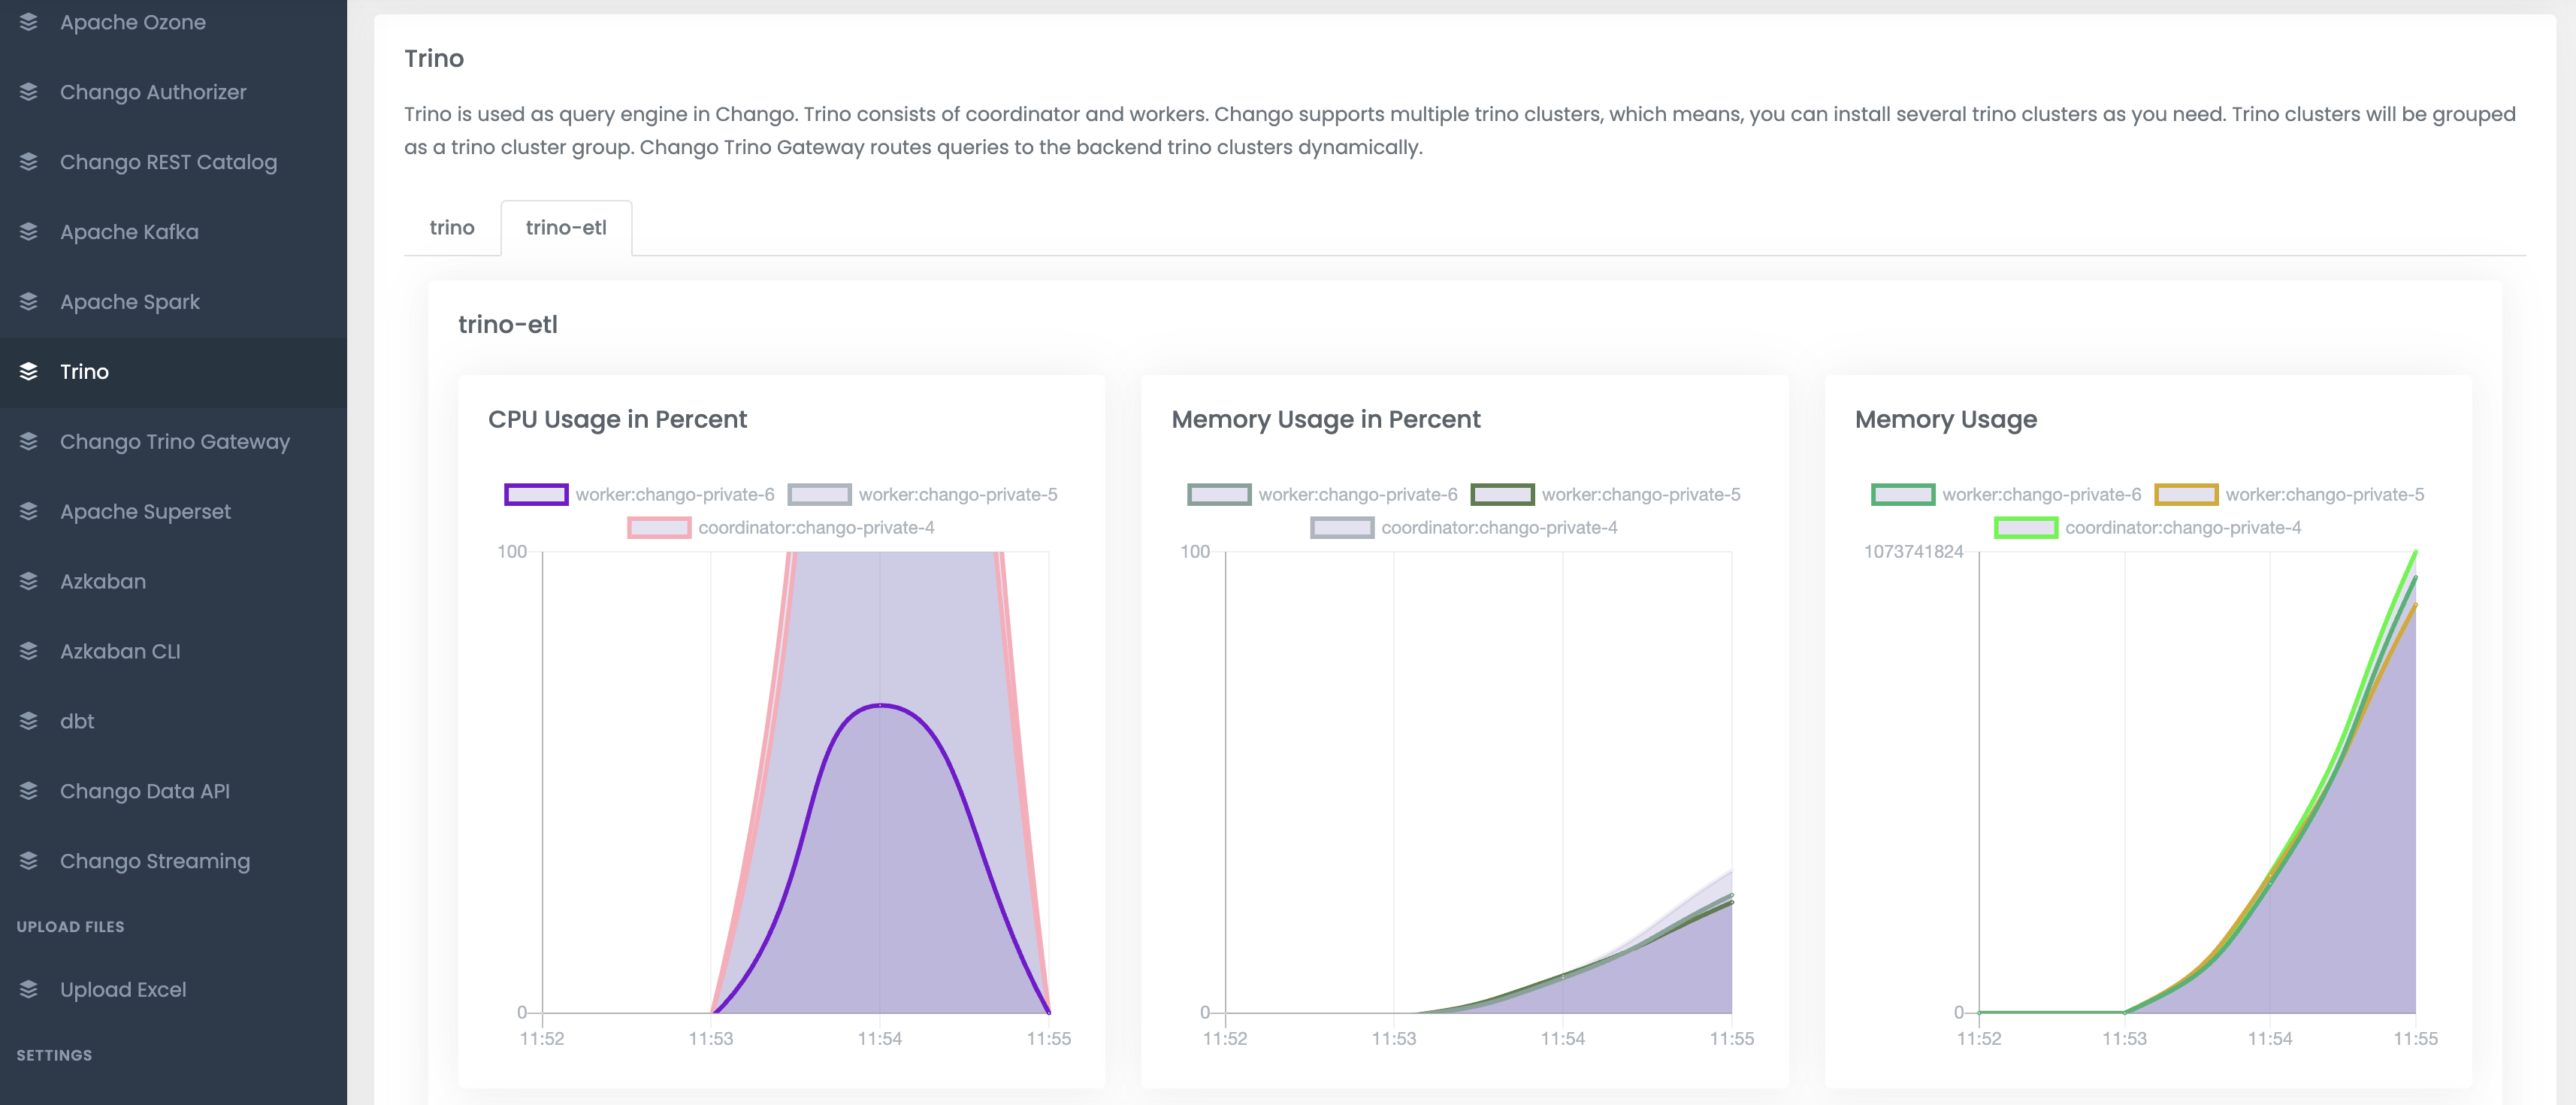 Apache Ozone
Chango Authorizer
Chango REST Catalog
Apache Kafka
Apache Spark
Trino
Chango Trino Gateway
Apache Superset
Azkaban
Azkaban CLI
dbt
Chango Data API
Chango Streaming
UPLOAD FILES
Upload Excel
SETTINGS
Trino
Trino is used as query engine in Chango. Trino consists of coordinator and workers. Chango supports multiple trino clusters, which means, you can install several trino clusters as you need. Trino clusters will be grouped
as a trino cluster group. Chango Trino Gateway routes queries to the backend trino clusters dynamically.
trino trino-etl
trino-etl
CPU Usage in Percent
worker:chango-private-6 worker:chango-private-5
coordinator:chango-private-4
100
0
11:52 11:53 11:54 11:55
Memory Usage in Percent
worker:chango-private-6 worker:chango-private-5
coordinator:chango-private-4
100
0
11:52 11:53 11:54 11:55
Memory Usage
worker:chango-private-6 worker:chango-private-5
coordinator:chango-private-4
1073741824
0
11:52 11:53 11:54 11:55